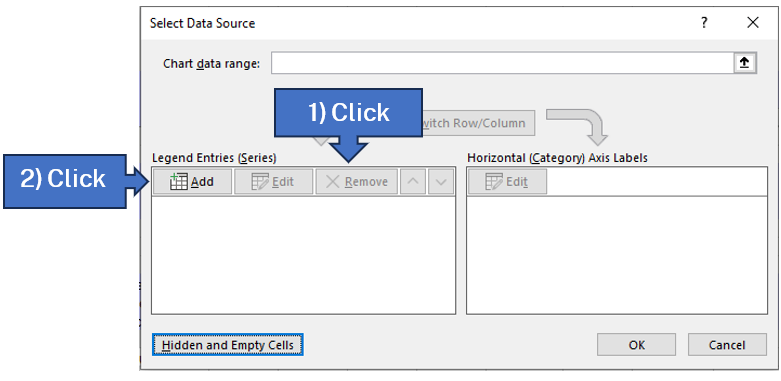 Select Data Source
?
Chart data range:
1) Click
witch Row/Column
Legend Entries (Series)
Horizontal (Category) Axis Labels
2) Click
Add
Edit
Remove
Edit
Hidden and Empty Cells
OK
Cancel